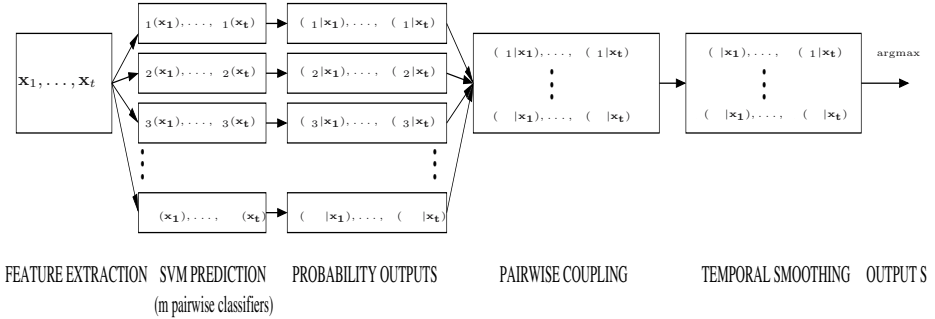 ₁(x₁), . . . , ₁(xₜ)
(₁|x₁), . . . , (₁|xₜ)
x₁, . . . , xₜ
₂(x₁), . . . , ₂(xₜ)
(₂|x₁), . . . , (₂|xₜ)
₃(x₁), . . . , ₃(xₜ)
(₃|x₁), . . . , (₃|xₜ)
(x₁), . . . , (xₜ)
( |x₁), . . . , ( |xₜ)
(₁|x₁), . . . , (₁|xₜ)
( |x₁), . . . , ( |xₜ)
( |x₁), . . . , (₁|xₜ)
( |x₁), . . . , ( |xₜ)
argmax
FEATURE EXTRACTION
SVM PREDICTION
(m pairwise classifiers)
PROBABILITY OUTPUTS
PAIRWISE COUPLING
TEMPORAL SMOOTHING
OUTPUT S